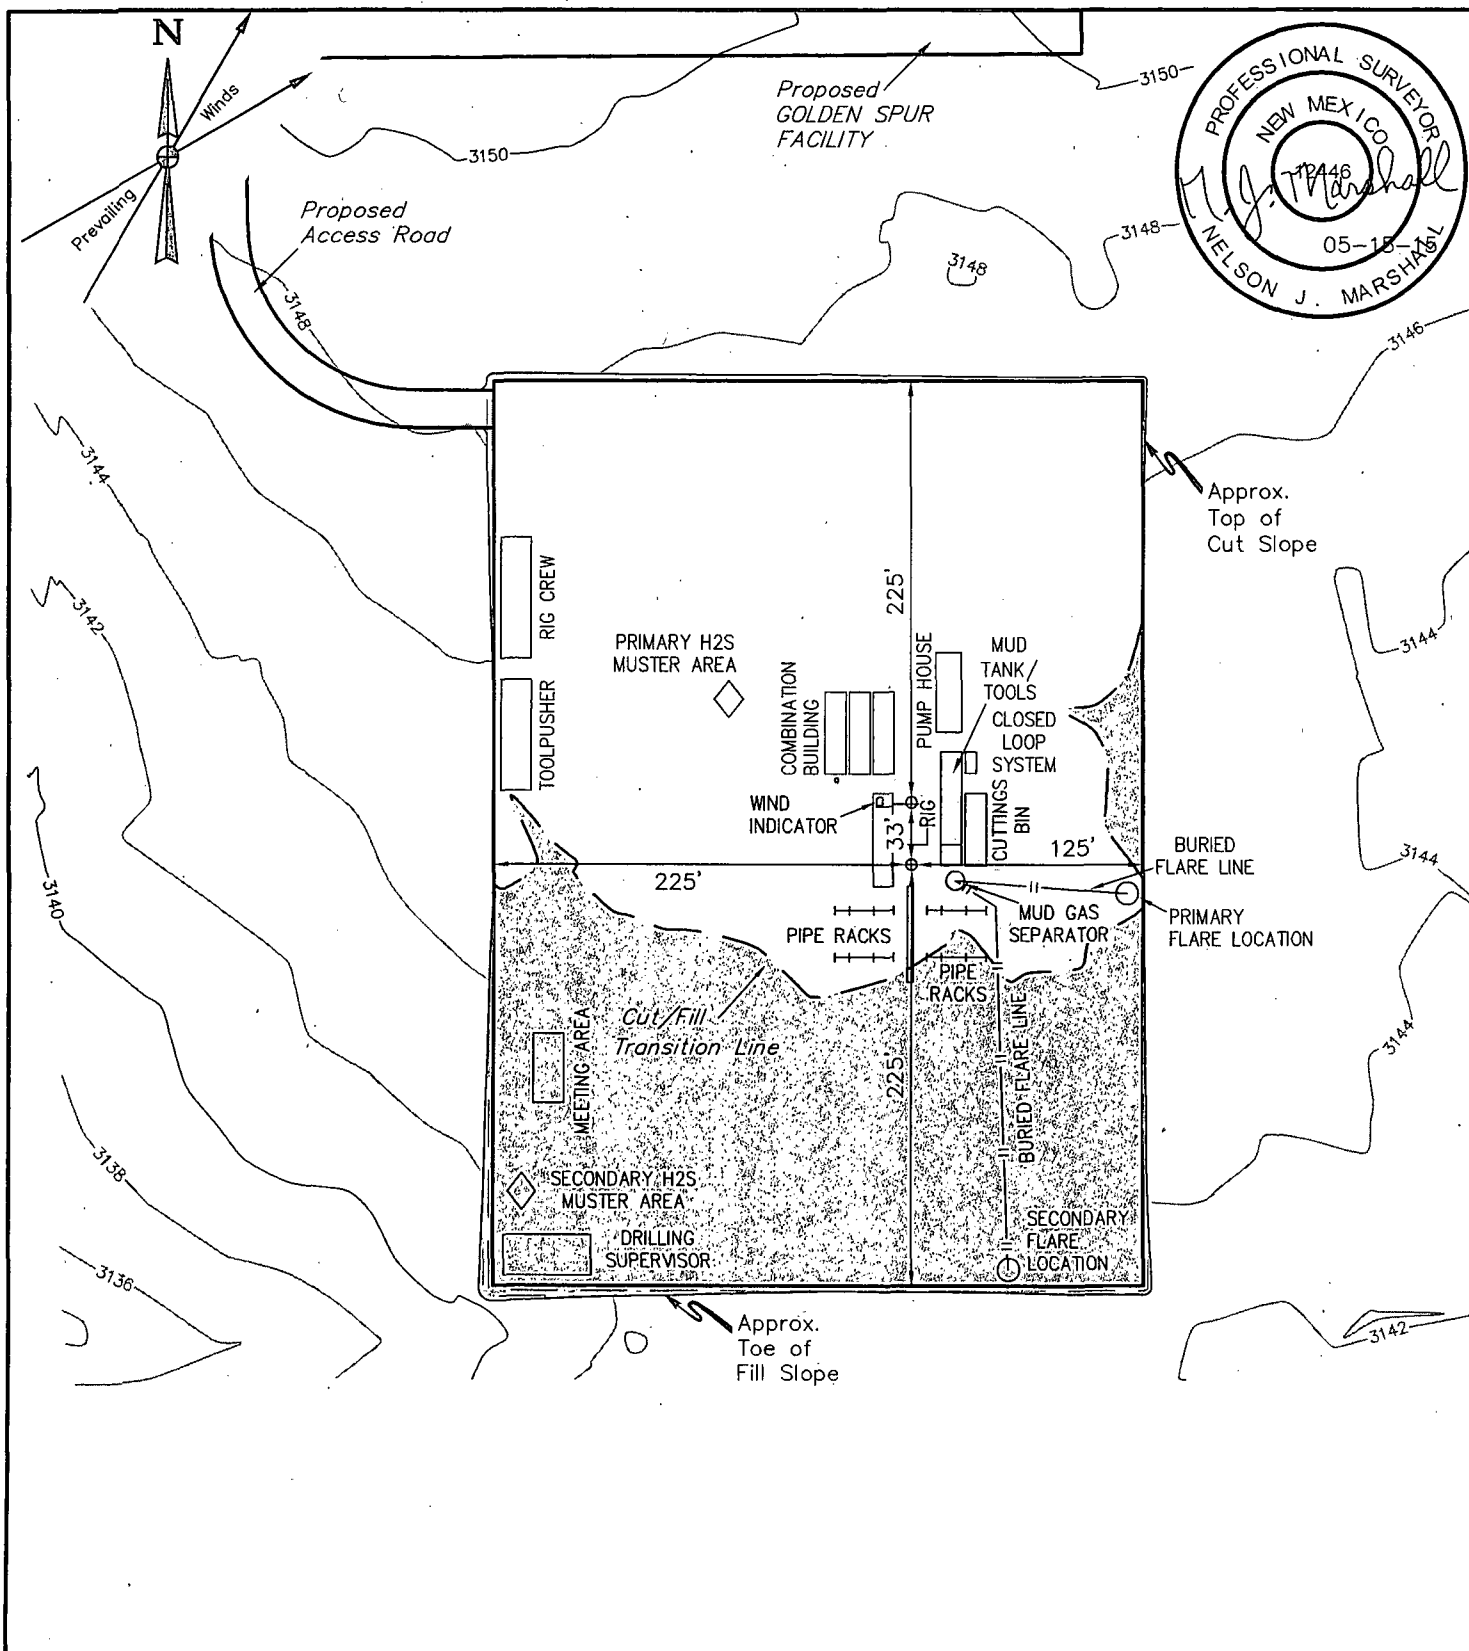 N
Winds
Prevailing
Proposed
Access Road
Proposed
GOLDEN SPUR
FACILITY
PROFESSIONAL SURVEYOR
NEW MEXICO
12446
N. J. Marshall
NELSON J. MARSHALL
3150
3150
3148
3148
3148
3146
3144
3142
3140
3138
3136
3144
3144
3144
3142
Approx.
Top of
Cut Slope
225'
RIG CREW
TOOLPUSHER
PRIMARY H2S
MUSTER AREA
COMBINATION
BUILDING
PUMP HOUSE
MUD
TANK/
TOOLS
CLOSED
LOOP
SYSTEM
WIND
INDICATOR
P
RIG
33'
CUTTINGS
BIN
225'
125'
BURIED
FLARE LINE
PRIMARY
FLARE LOCATION
MUD GAS
SEPARATOR
PIPE RACKS
PIPE
RACKS
Cut/Fill
Transition Line
MEETING AREA
225'
BURIED FLARE LINE
SECONDARY H2S
MUSTER AREA
DRILLING
SUPERVISOR
SECONDARY
FLARE
LOCATION
Approx.
Toe of
Fill Slope